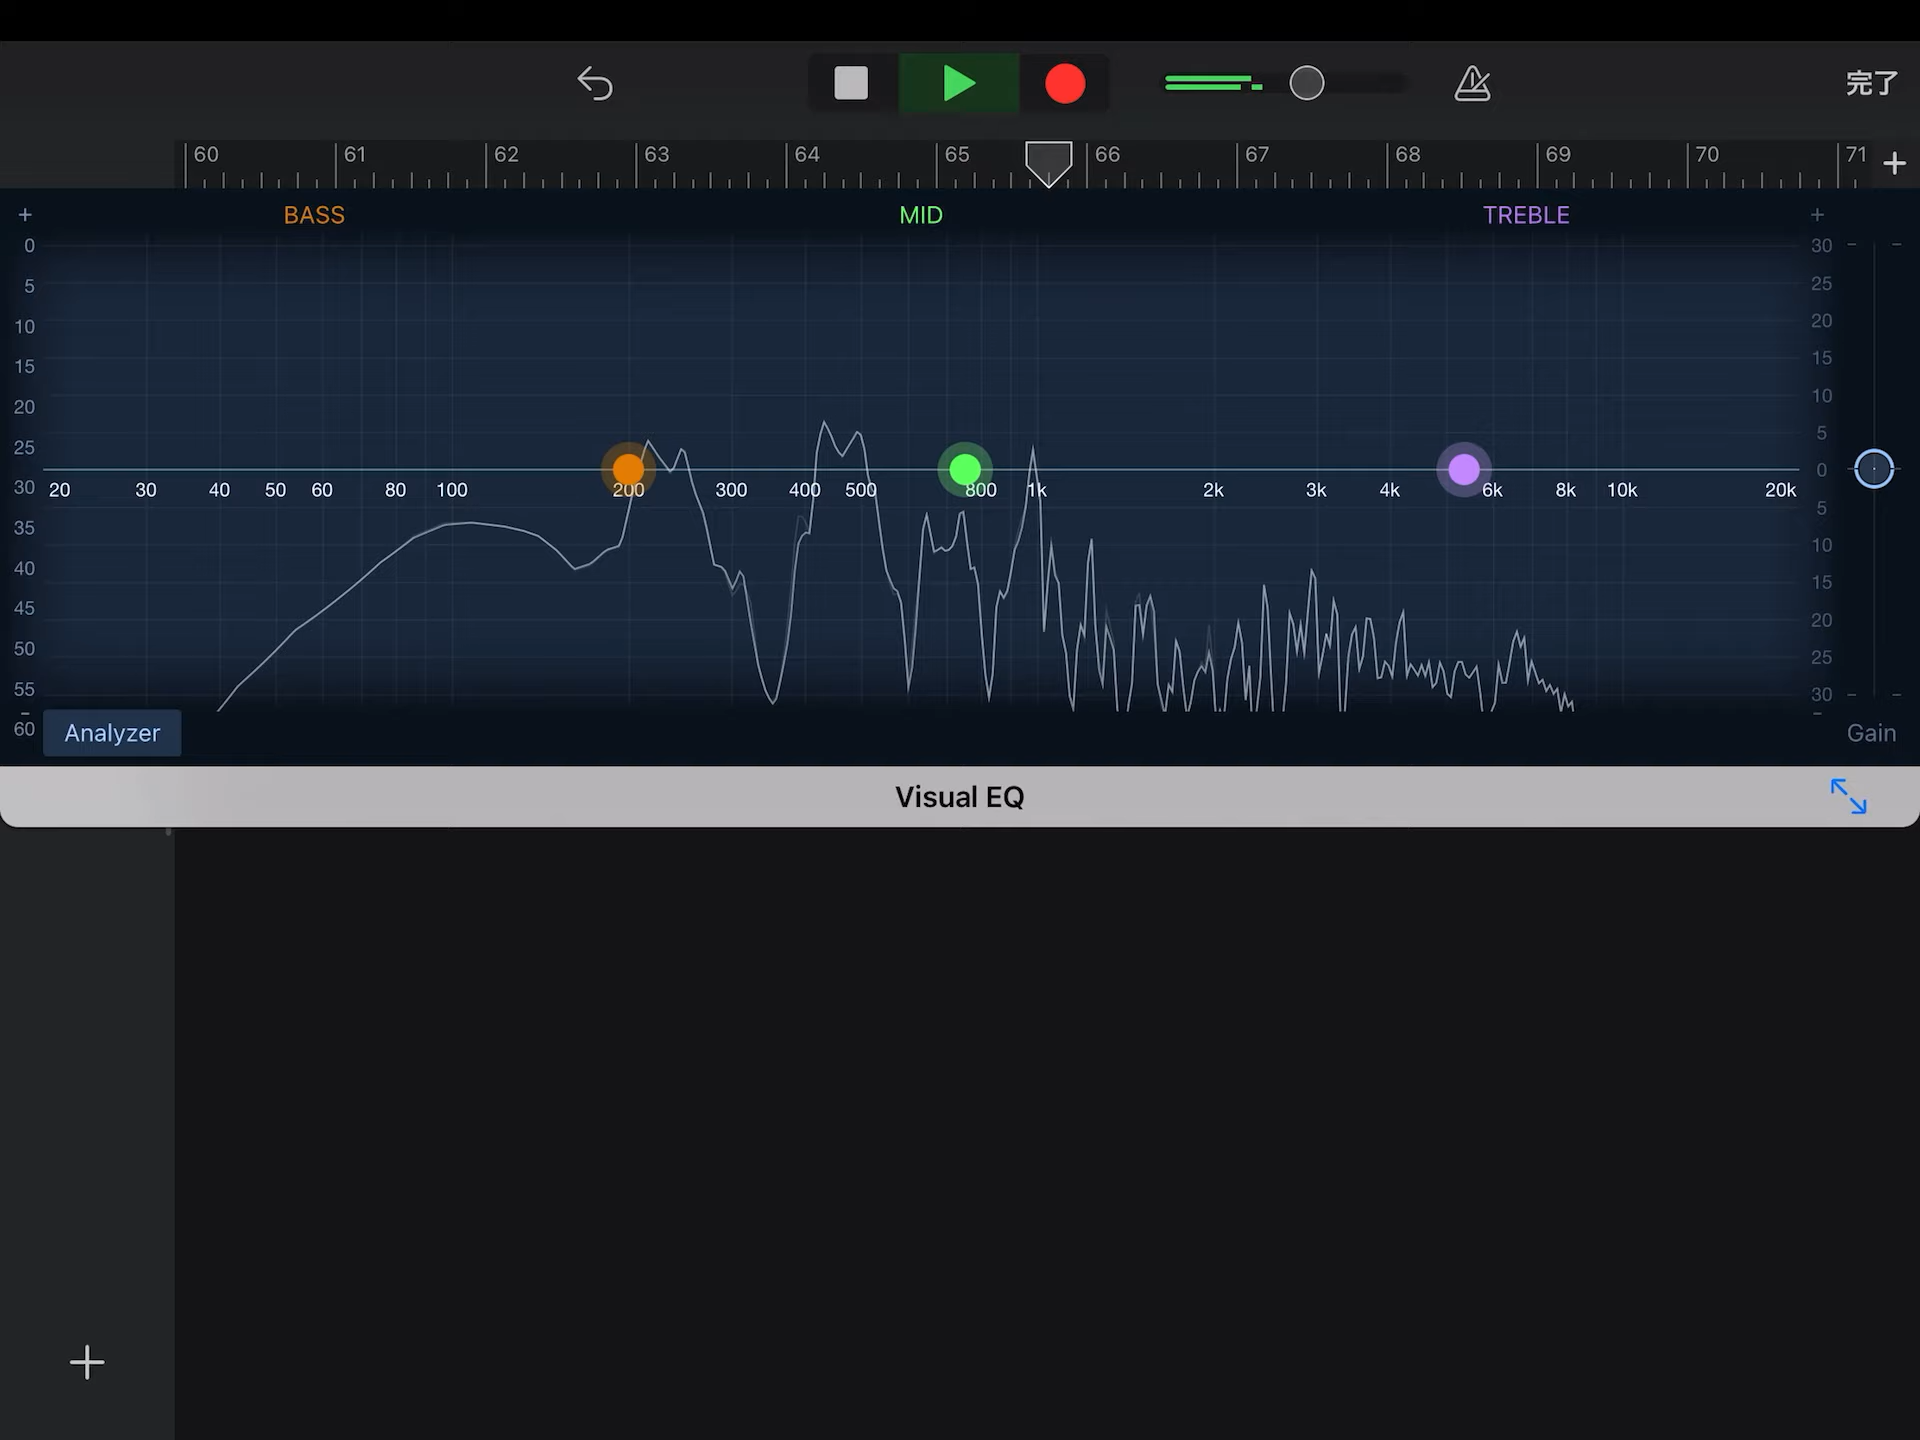 完了
60 61 62 63 64 65 66 67 68 69 70 71 +
+ BASS MID TREBLE +
0 30
5 25
10 20
15 15
20 10
25 5
0
30 20 30 40 50 60 80 100 200 300 400 500 800 1k 2k 3k 4k 6k 8k 10k 20k
35 5
40 10
45 15
20
50 25
55 30
60 Analyzer Gain
Visual EQ